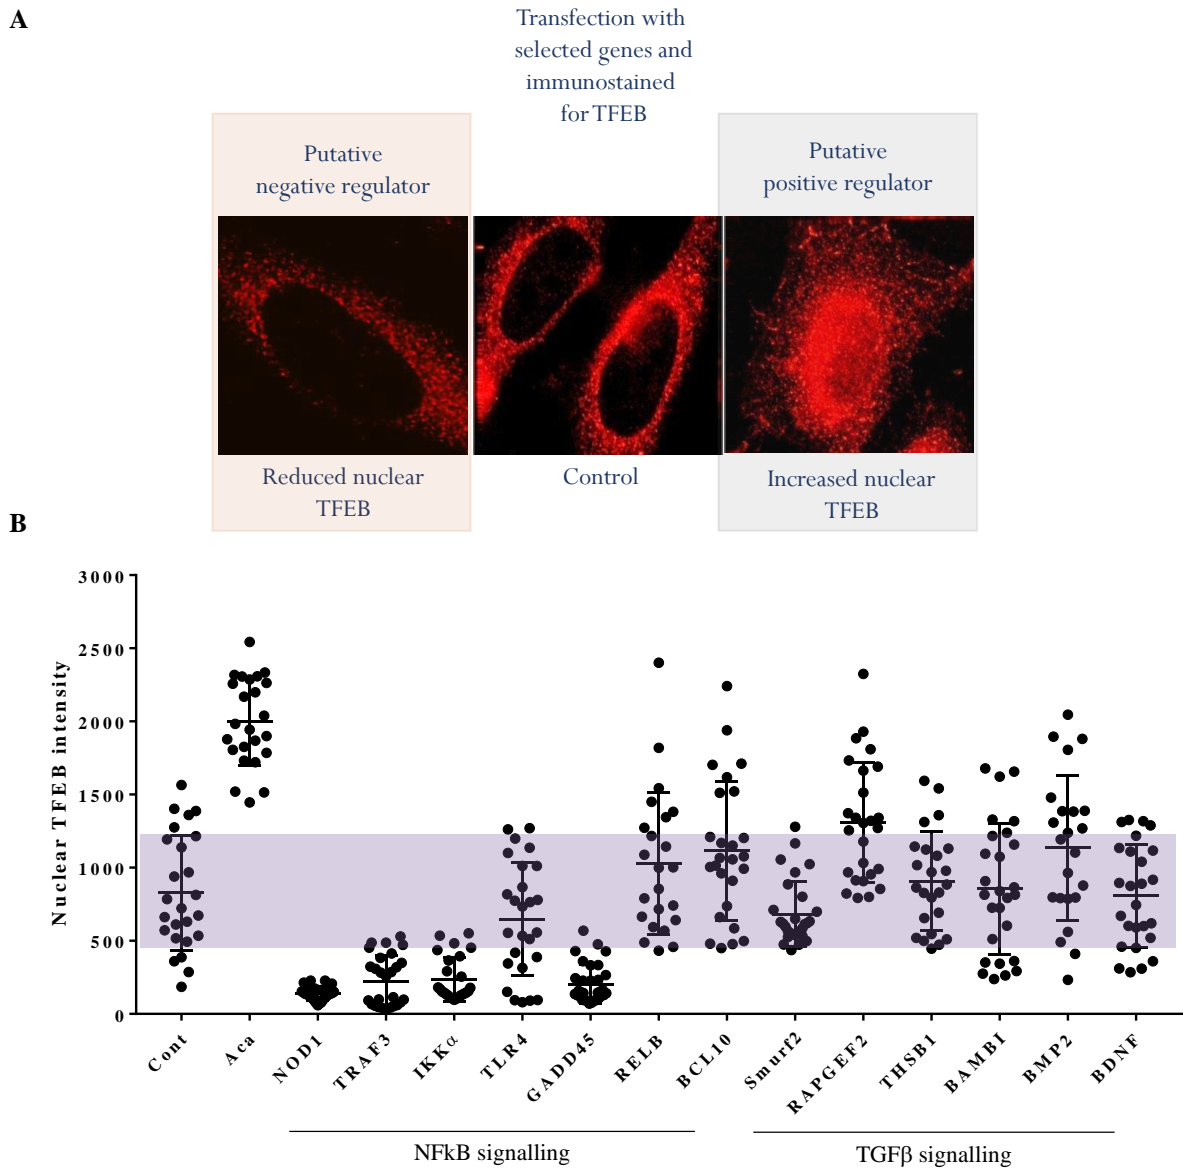 A
Transfection with
selected genes and
immunostained
for TFEB
Putative
negative regulator
Putative
positive regulator
Reduced nuclear
TFEB
Control
Increased nuclear
TFEB
B
Nuclear TFEB intensity
3000
2500
2000
1500
1000
500
0
Cont
Aca
NOD1
TRAF3
IKKα
TLR4
GADD45
RELB
BCL10
Smurf2
RAPGEF2
THSB1
BAMBI
BMP2
BDNF
NFkB signalling
TGFβ signalling